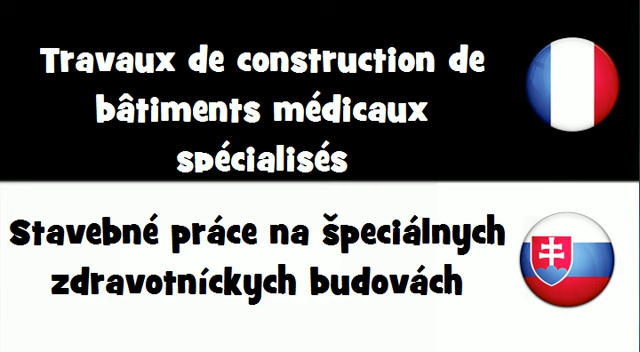 Travaux de construction de
bâtiments médicaux
spécialisés
Stavebné práce na špeciálnych
zdravotníckych budovách